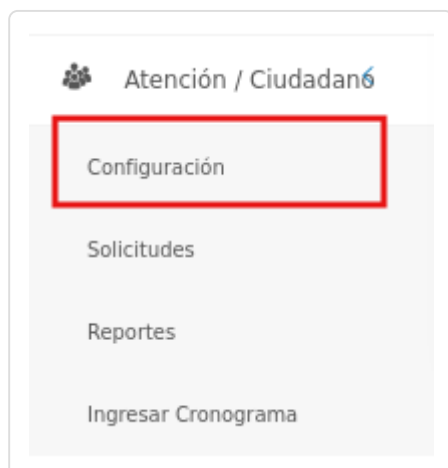 Atención / Ciudadano
Configuración
Solicitudes
Reportes
Ingresar Cronograma